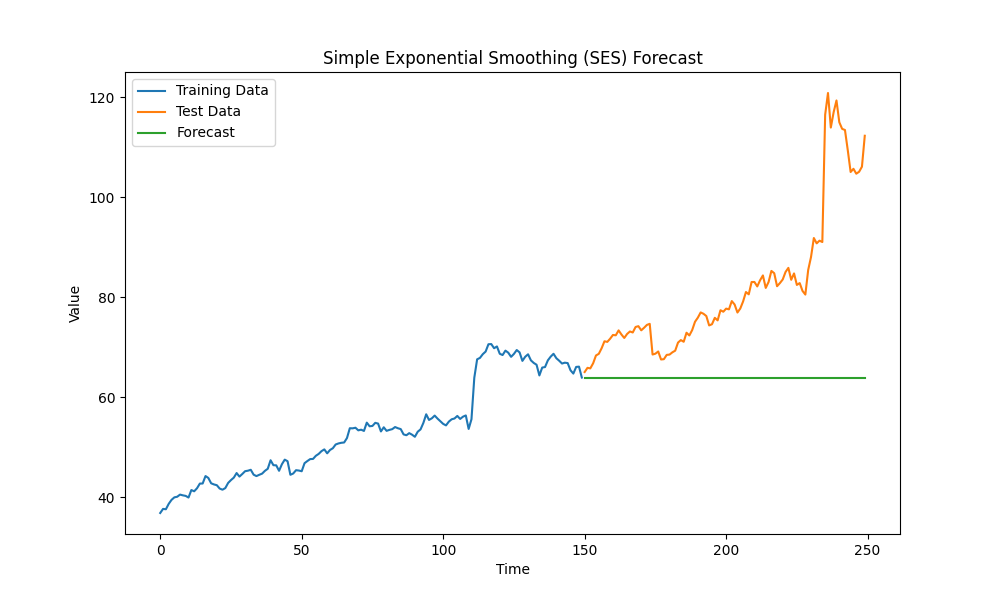 Simple Exponential Smoothing (SES) Forecast
Training Data
Test Data
Forecast
120
100
80
60
40
Value
0
50
100
150
200
250
Time